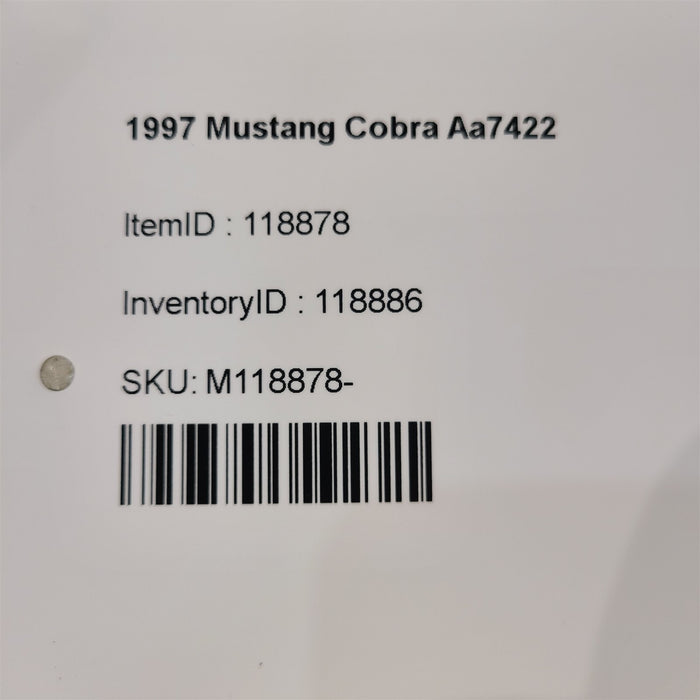 1997 Mustang Cobra Aa7422
ItemID : 118878
InventoryID : 118886
SKU: M118878-